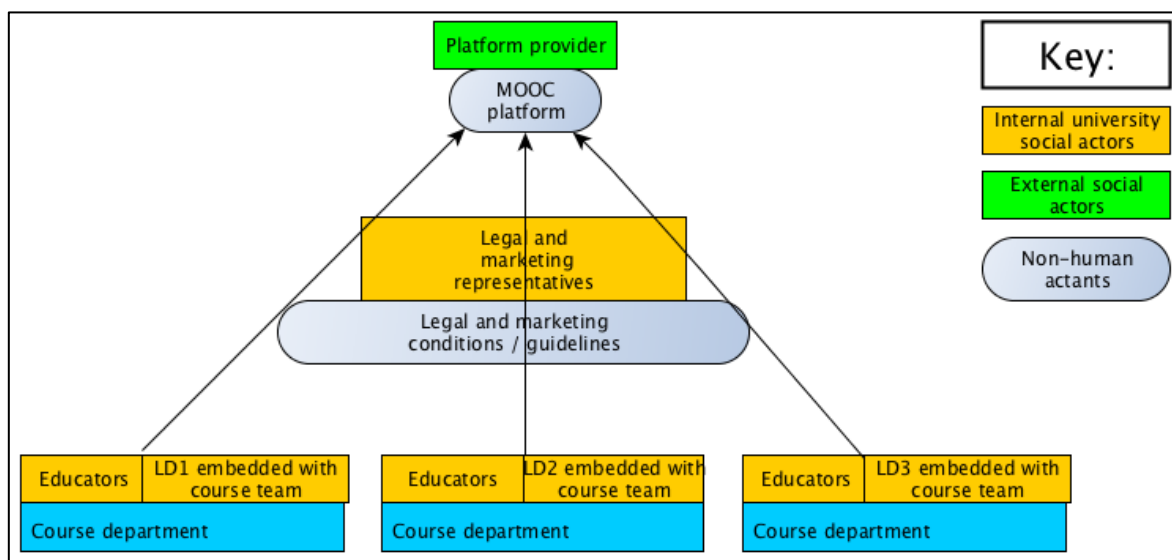 Platform provider
MOOC
platform
Key:
Internal university
social actors
External social
actors
Non-human
actants
Legal and
marketing
representatives
Legal and marketing
conditions / guidelines
Educators
LD1 embedded with
course team
Course department
Educators
LD2 embedded with
course team
Course department
Educators
LD3 embedded with
course team
Course department